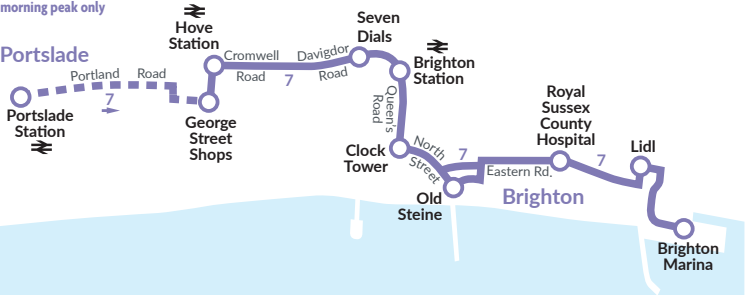 morning peak only
Portslade
Portland Road
7
Portslade
Station
Hove
Station
George
Street
Shops
Cromwell
Road
7
Davigdor
Road
Seven
Dials
Brighton
Station
Queen's
Road
Clock
Tower
North
Street
7
Old
Steine
Eastern Rd.
Royal
Sussex
County
Hospital
7
Brighton
Lidl
Brighton
Marina